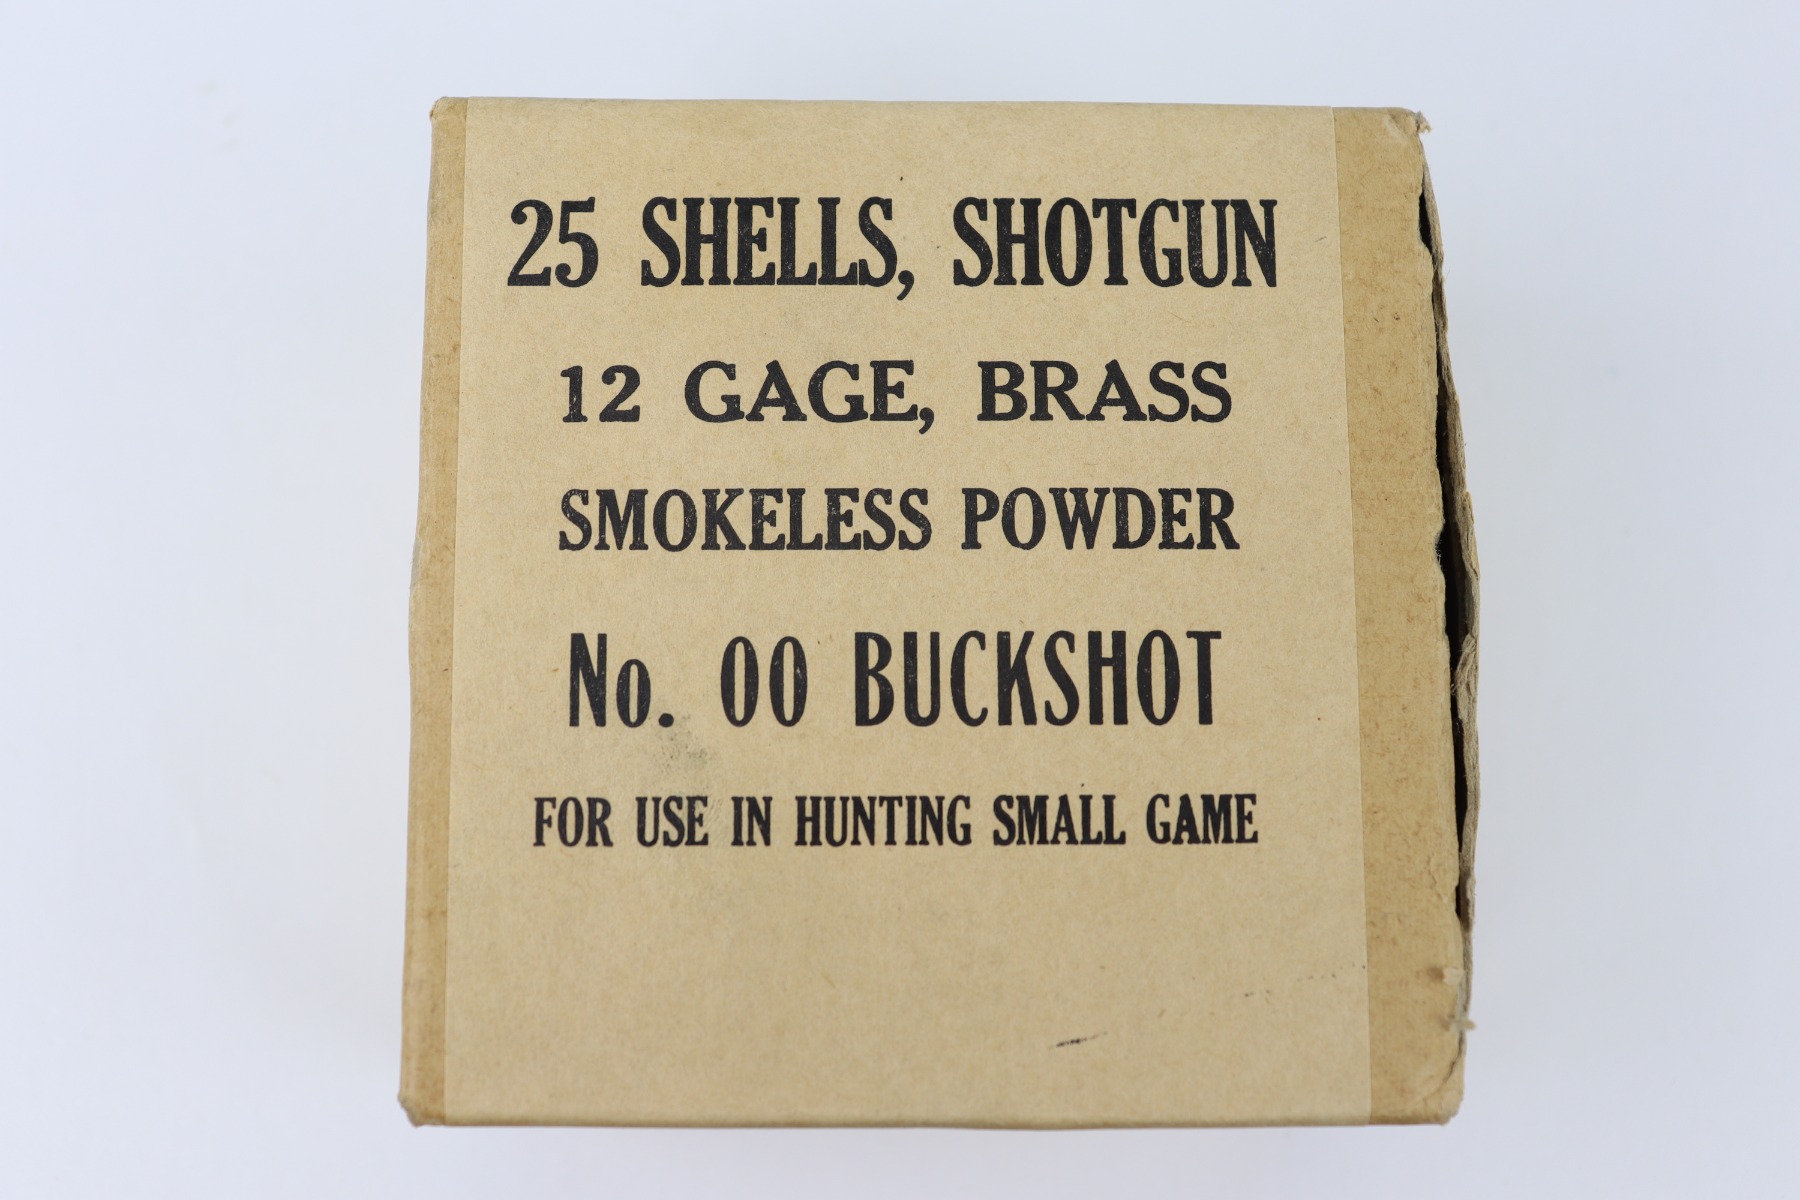 25 SHELLS, SHOTGUN
12 GAGE, BRASS
SMOKELESS POWDER
No. 00 BUCKSHOT
FOR USE IN HUNTING SMALL GAME